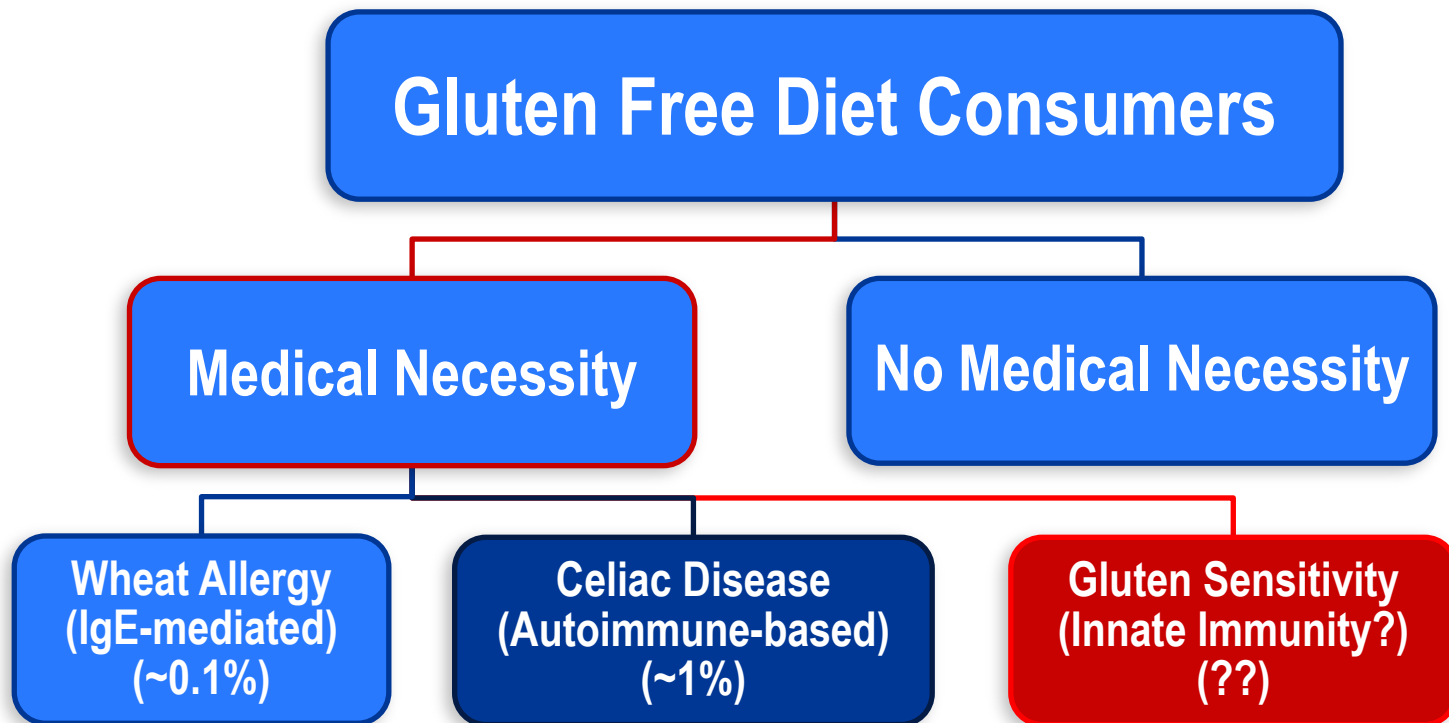 Gluten Free Diet Consumers
Medical Necessity
No Medical Necessity
Wheat Allergy
(IgE-mediated)
(~0.1%)
Celiac Disease
(Autoimmune-based)
(~1%)
Gluten Sensitivity
(Innate Immunity?)
(??)